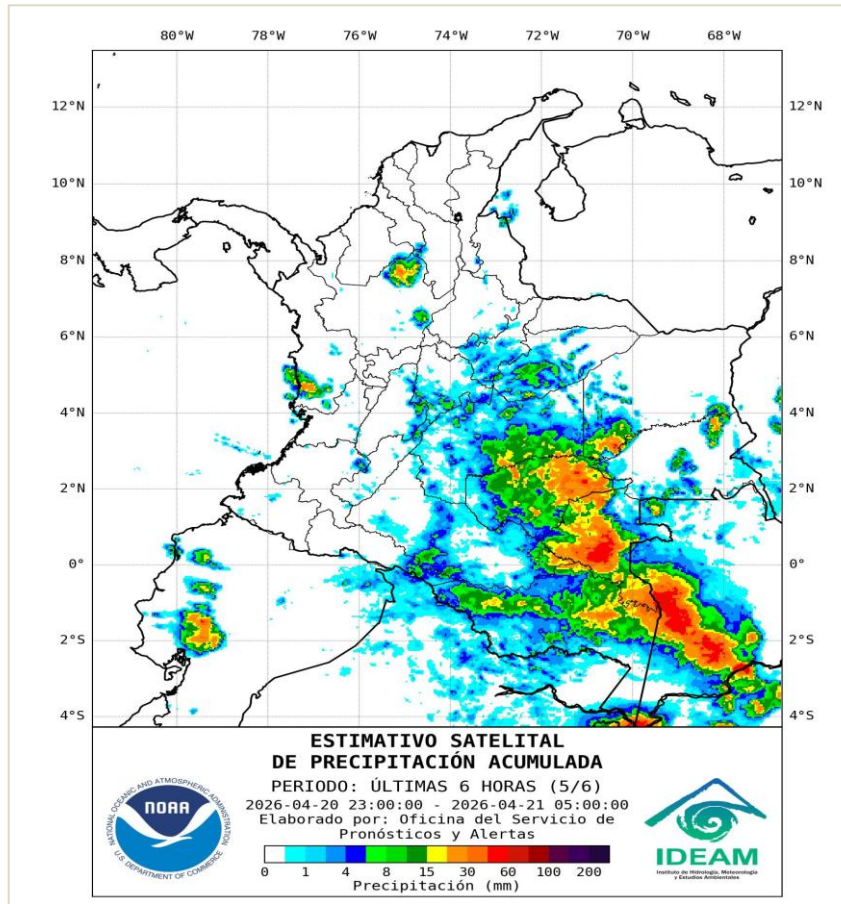 80°W 78°W 76°W 74°W 72°W 70°W 68°W
12°N 12°N
10°N 10°N
8°N 8°N
6°N 6°N
4°N 4°N
2°N 2°N
0° 0°
2°S 2°S
4°S 4°S
ESTIMATIVO SATELITAL
DE PRECIPITACIÓN ACUMULADA
PERIODO: ÚLTIMAS 6 HORAS (5/6)
2026-04-20 23:00:00 - 2026-04-21 05:00:00
Elaborado por: Oficina del Servicio de
Pronósticos y Alertas
0 1 4 8 15 30 60 100 200
Precipitación (mm)
NATIONAL OCEANIC AND ATMOSPHERIC ADMINISTRATION
NOAA
U.S. DEPARTMENT OF COMMERCE
IDEAM
Instituto de Hidrología, Meteorología
y Estudios Ambientales